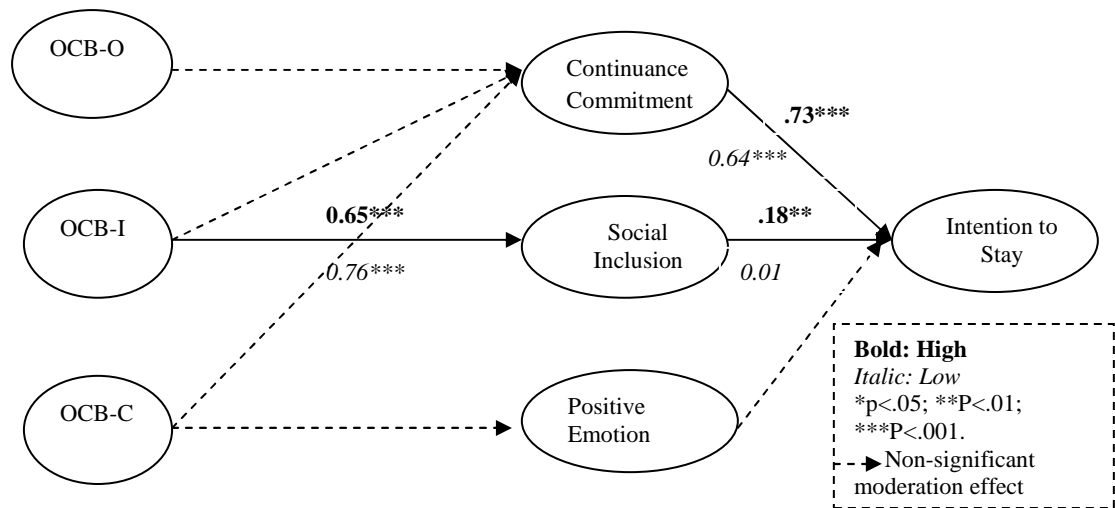 OCB-O
Continuance
Commitment
.73***
0.64***
OCB-I
0.65***
0.76***
Social
Inclusion
.18**
0.01
Intention to
Stay
OCB-C
Positive
Emotion
Bold: High
Italic: Low
*p<.05; **P<.01;
***P<.001.
Non-significant
moderation effect